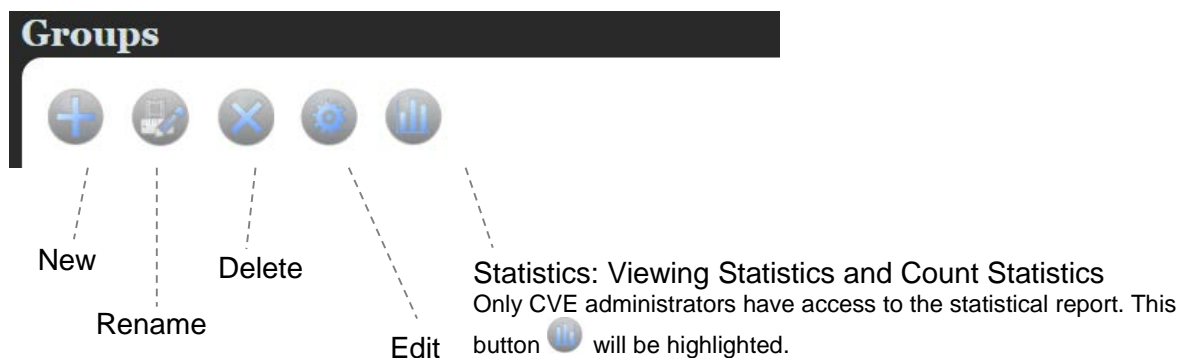 Groups
New
Delete
Statistics: Viewing Statistics and Count Statistics
Only CVE administrators have access to the statistical report. This
Rename
Edit
button will be highlighted.